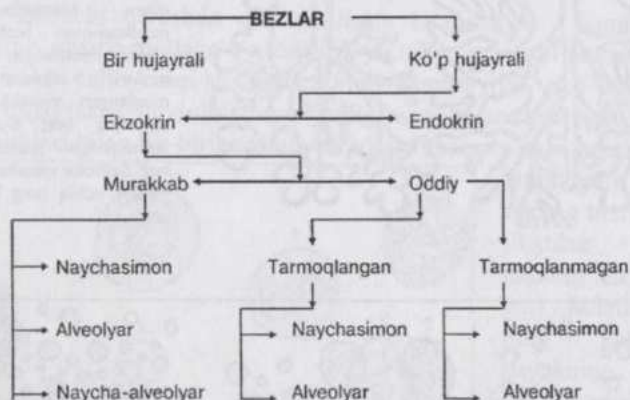 BEZLAR
Bir hujayrali Ko'p hujayrali
Ekzokrin Endokrin
Murakkab Oddiy
Naychasimon Tarmoqlangan Tarmoqlanmagan
Alveolyar Naychasimon Naychasimon
Naycha-alveolyar Alveolyar Alveolyar